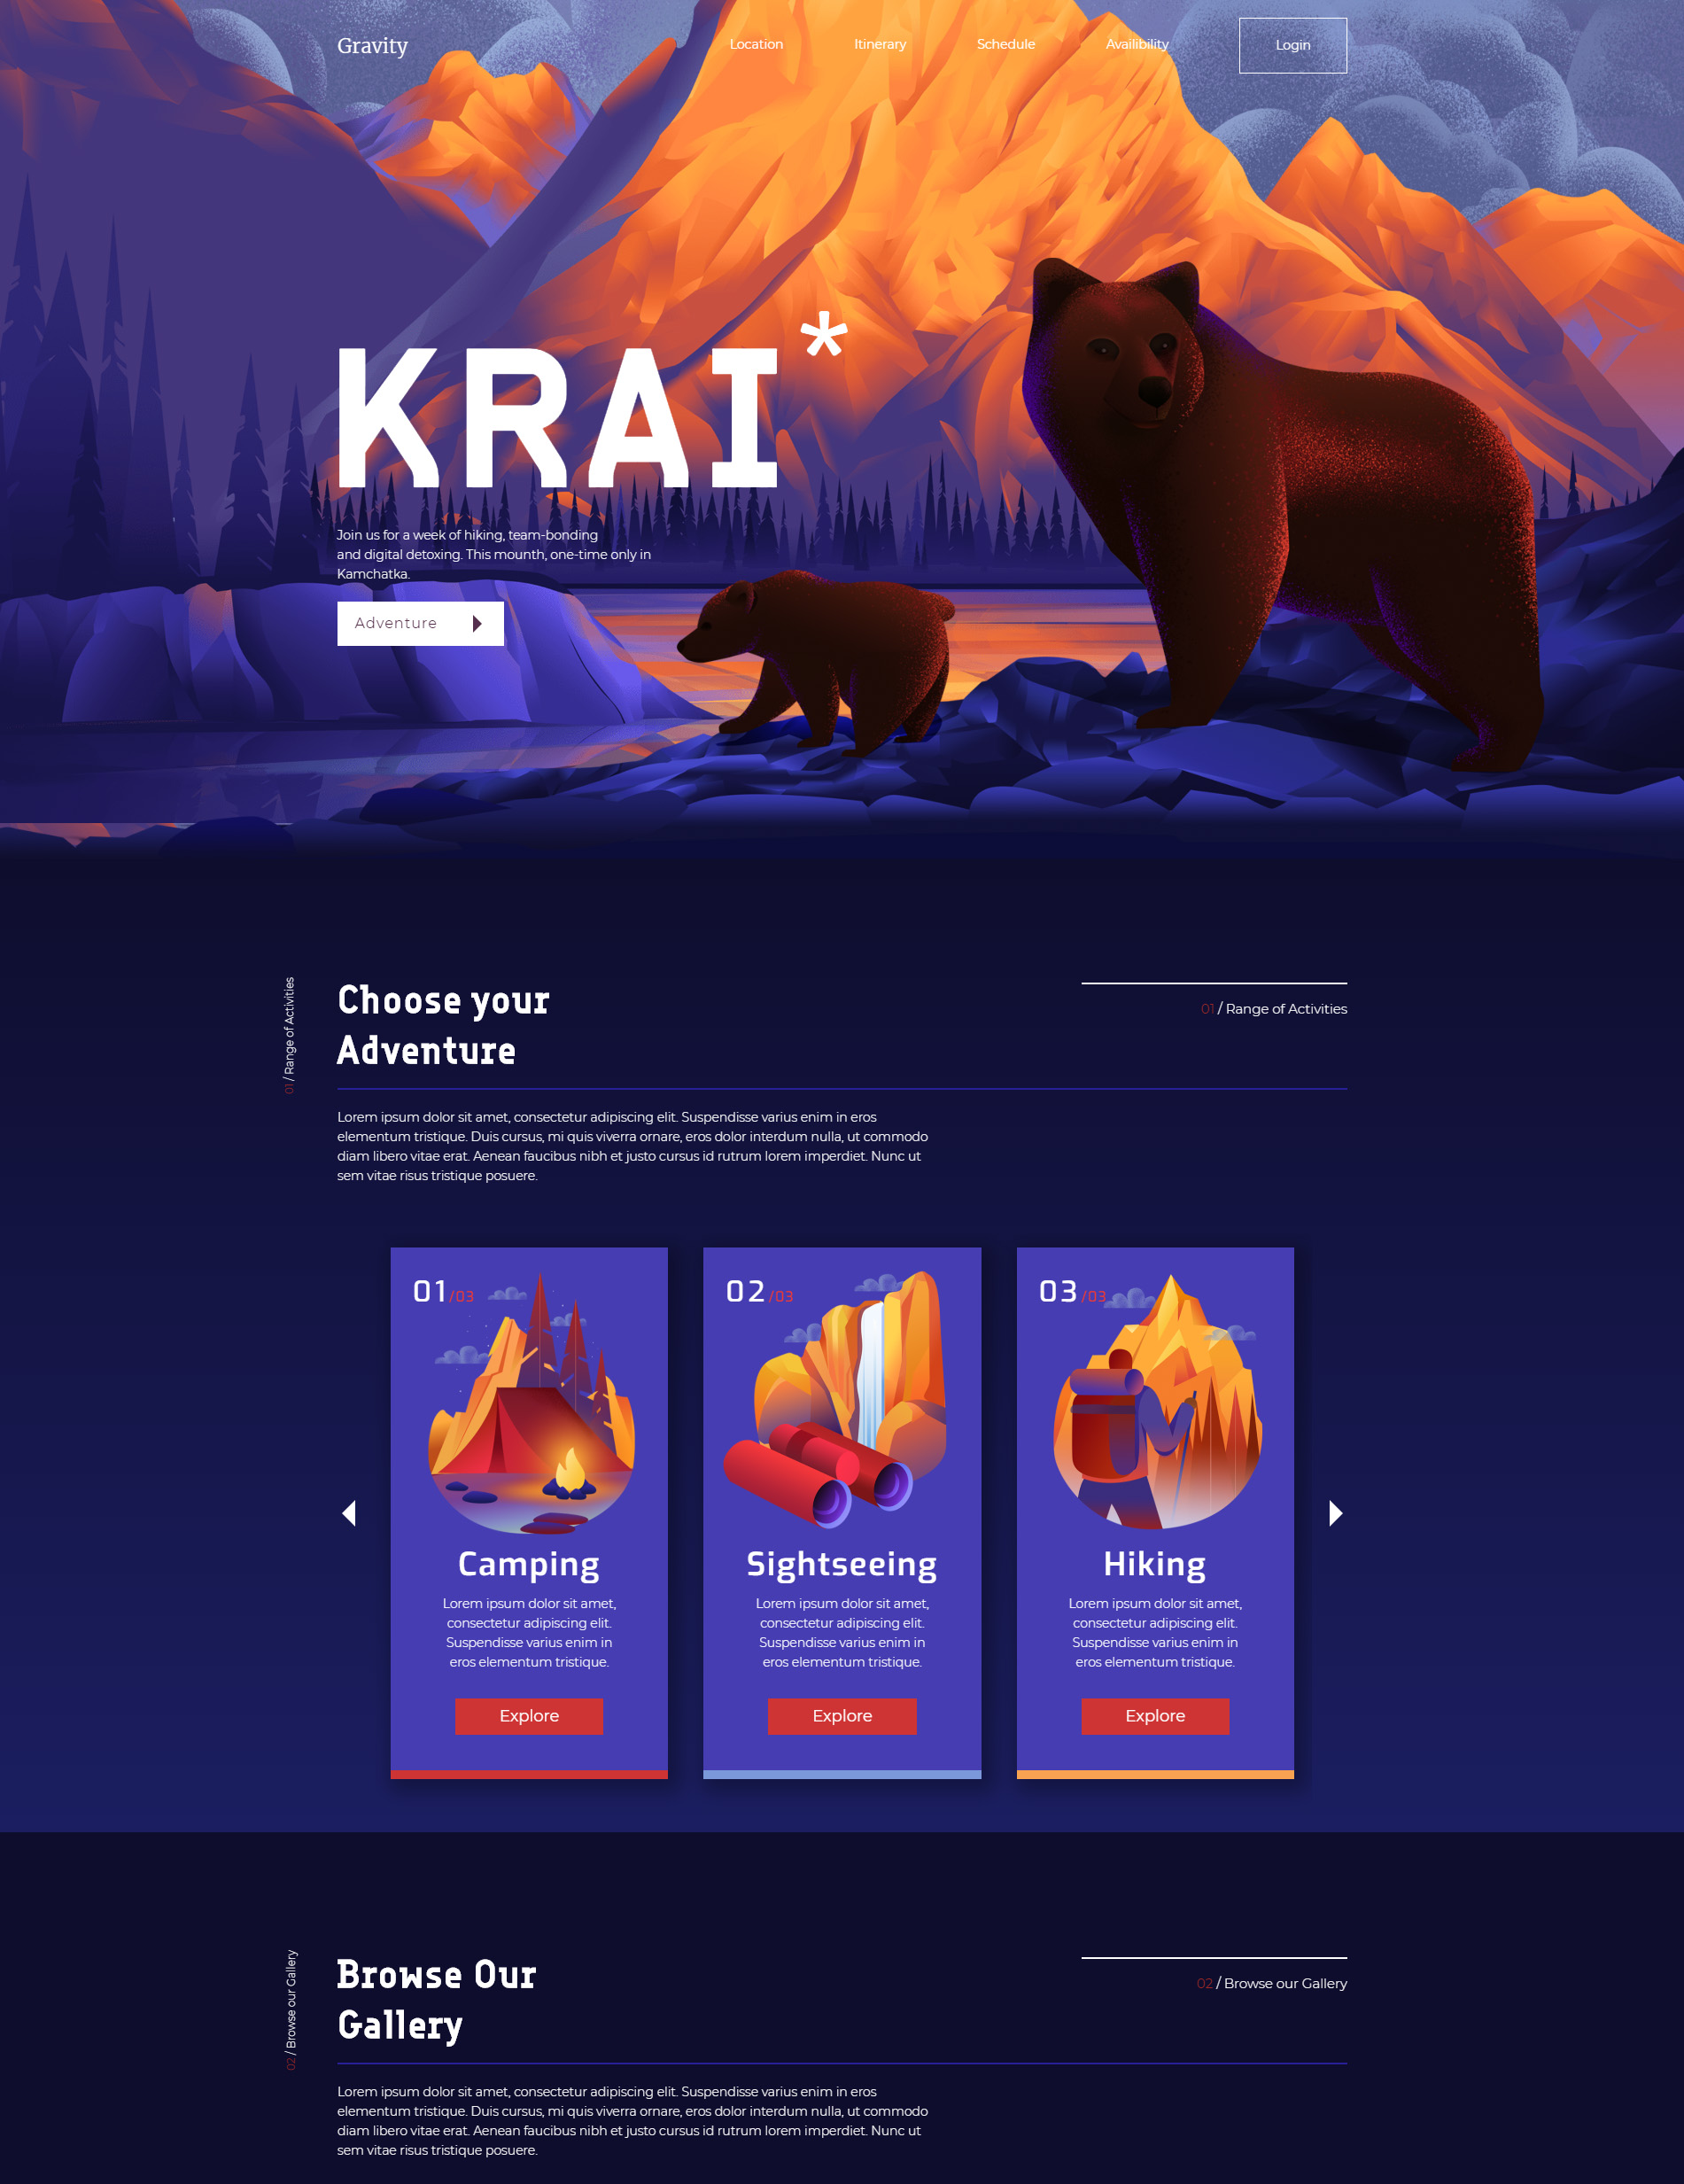 Gravity
Location
Itinerary
Schedule
Availibility
Login
KRAI*
Join us for a week of hiking, team-bonding
and digital detoxing. This mounth, one-time only in
Kamchatka.
Adventure
01 / Range of Activities
Choose your
Adventure
01 / Range of Activities
Lorem ipsum dolor sit amet, consectetur adipiscing elit. Suspendisse varius enim in eros
elementum tristique. Duis cursus, mi quis viverra ornare, eros dolor interdum nulla, ut commodo
diam libero vitae erat. Aenean faucibus nibh et justo cursus id rutrum lorem imperdiet. Nunc ut
sem vitae risus tristique posuere.
01/03
Camping
Lorem ipsum dolor sit amet,
consectetur adipiscing elit.
Suspendisse varius enim in
eros elementum tristique.
Explore
02/03
Sightseeing
Lorem ipsum dolor sit amet,
consectetur adipiscing elit.
Suspendisse varius enim in
eros elementum tristique.
Explore
03/03
Hiking
Lorem ipsum dolor sit amet,
consectetur adipiscing elit.
Suspendisse varius enim in
eros elementum tristique.
Explore
02 / Browse our Gallery
Browse Our
Gallery
02 / Browse our Gallery
Lorem ipsum dolor sit amet, consectetur adipiscing elit. Suspendisse varius enim in eros
elementum tristique. Duis cursus, mi quis viverra ornare, eros dolor interdum nulla, ut commodo
diam libero vitae erat. Aenean faucibus nibh et justo cursus id rutrum lorem imperdiet. Nunc ut
sem vitae risus tristique posuere.